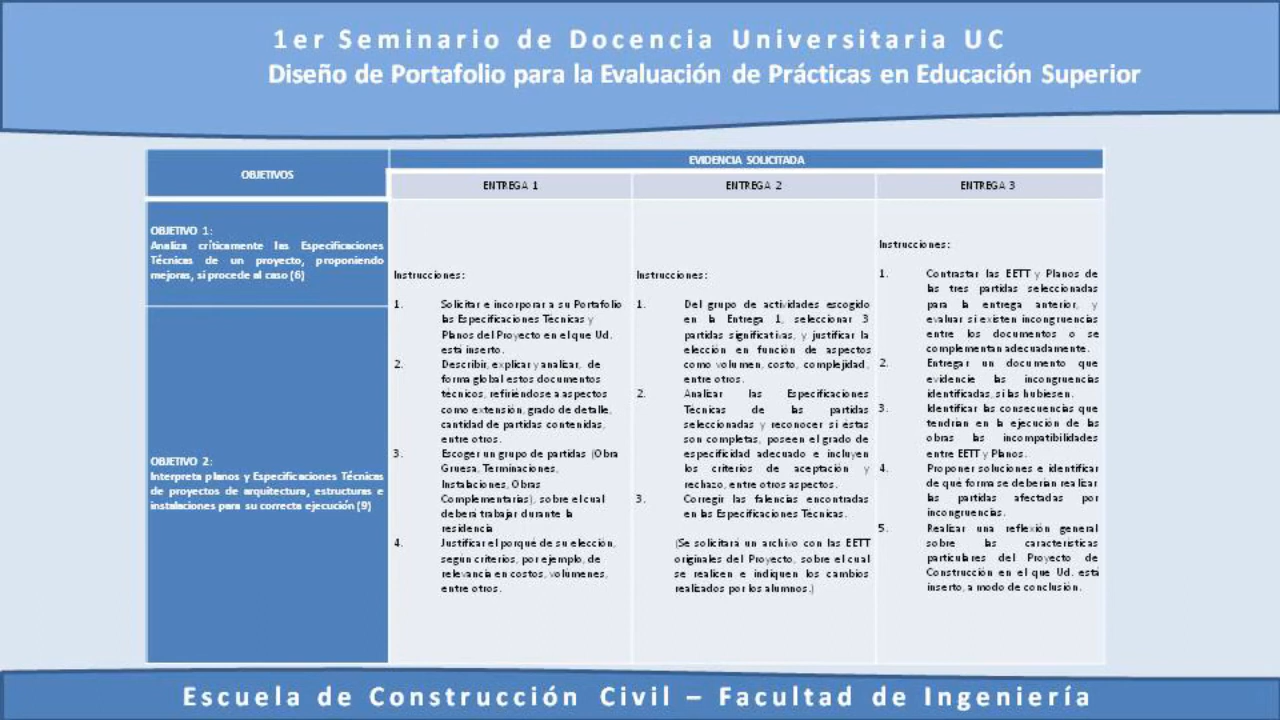 1er Seminario de Docencia Universitaria UC
Diseño de Portafolio para la Evaluación de Prácticas en Educación Superior
OBJETIVOS
EVIDENCIA SOLICITADA
ENTREGA 1
ENTREGA 2
ENTREGA 3
OBJETIVO 1:
Analiza críticamente las Especificaciones
Técnicas de un proyecto, proponiendo
mejoras, si procede al caso (6)
OBJETIVO 2:
Interpreta planos y Especificaciones Técnicas
de proyectos de arquitectura, estructuras e
instalaciones para su correcta ejecución (9)
Instrucciones:
1. Solicitar e incorporar a su Portafolio
las Especificaciones Técnicas y
Planos del Proyecto en el que Ud.
está inserto.
2. Describir, explicar y analizar, de
forma global estos documentos
técnicos, refiriéndose a aspectos
como extensión, grado de detalle,
cantidad de partidas contenidas,
entre otros.
3. Escoger un grupo de partidas (Obra
Gruesa, Terminaciones,
Instalaciones, Obras
Complementarias), sobre el cual
deberá trabajar durante la
residencia
4. Justificar el porqué de su elección,
según criterios, por ejemplo, de
relevancia en costos, volúmenes,
entre otros.
Instrucciones:
1. Del grupo de actividades escogido
en la Entrega 1, seleccionar 3
partidas significativas, y justificar la
elección en función de aspectos
como volumen, costo, complejidad,
entre otros.
2. Analizar las Especificaciones
Técnicas de las partidas
seleccionadas y reconocer si éstas
son completas, poseen el grado de
especificidad adecuado e incluyen
los criterios de aceptación y
rechazo, entre otros aspectos.
3. Corregir las falencias encontradas
en las Especificaciones Técnicas.
(Se solicitará un archivo con las EETT
originales del Proyecto, sobre el cual
se realicen e indiquen los cambios
realizados por los alumnos.)
Instrucciones:
1. Contrastar las EETT y Planos de
las tres partidas seleccionadas
para la entrega anterior, y
evaluar si existen incongruencias
entre los documentos o se
complementan adecuadamente.
2. Entregar un documento que
evidencie las incongruencias
identificadas, si las hubiesen.
3. Identificar las consecuencias que
tendrían en la ejecución de las
obras las incompatibilidades
entre EETT y Planos.
4. Proponer soluciones e identificar
de qué forma se deberían realizar
las partidas afectadas por
incongruencias.
5. Realizar una reflexión general
sobre las características
particulares del Proyecto de
Construcción en el que Ud. está
inserto, a modo de conclusión.
Escuela de Construcción Civil – Facultad de Ingeniería